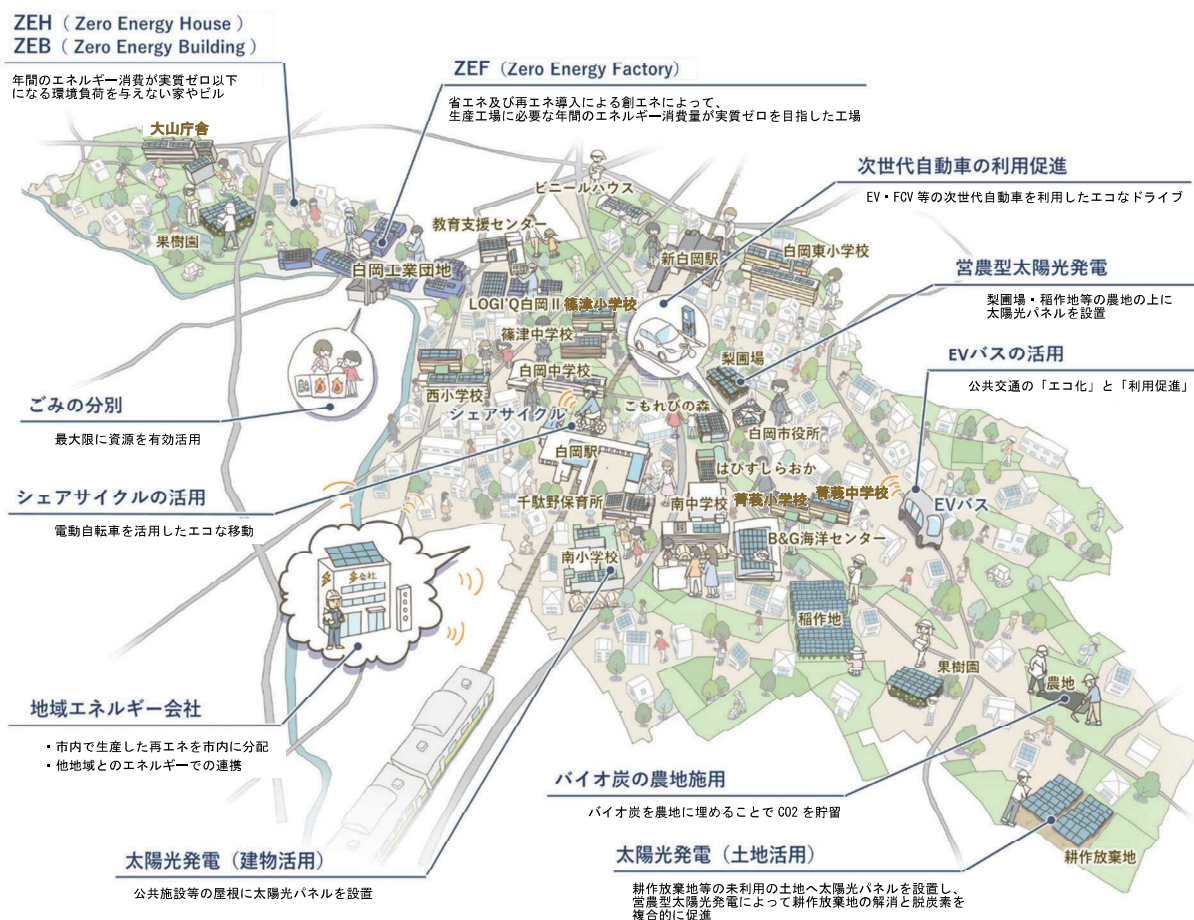 ZEH（Zero Energy House）
ZEB（Zero Energy Building）
年間のエネルギー消費が実質ゼロ以下
になる環境負荷を与えない家やビル
ZEF（Zero Energy Factory）
省エネ及び再エネ導入による創エネによって、
生産工場に必要な年間のエネルギー消費量が実質ゼロを目指した工場
大山庁舎
果樹園
白岡工業団地
教育支援センター
ビニールハウス
新白岡駅
白岡東小学校
次世代自動車の利用促進
EV・FCV 等の次世代自動車を利用したエコなドライブ
営農型太陽光発電
梨圃場・稲作地等の農地の上に
太陽光パネルを設置
LOGI'Q白岡Ⅱ
篠津小学校
篠津中学校
白岡中学校
西小学校
梨圃場
EVバスの活用
公共交通の「エコ化」と「利用促進」
ごみの分別
最大限に資源を有効活用
シェアサイクル
こもれびの森
白岡市役所
白岡駅
はぴすしらおか
シェアサイクルの活用
電動自転車を活用したエコな移動
千駄野保育所
南中学校
菁莪小学校
菁莪中学校
EVバス
B&G海洋センター
南小学校
会社
稲作地
果樹園
農地
地域エネルギー会社
・市内で生産した再エネを市内に分配
・他地域とのエネルギーでの連携
バイオ炭の農地施用
バイオ炭を農地に埋めることで CO2 を貯留
太陽光発電（建物活用）
公共施設等の屋根に太陽光パネルを設置
太陽光発電（土地活用）
耕作放棄地等の未利用の土地へ太陽光パネルを設置し、
営農型太陽光発電によって耕作放棄地の解消と脱炭素を
複合的に促進
耕作放棄地